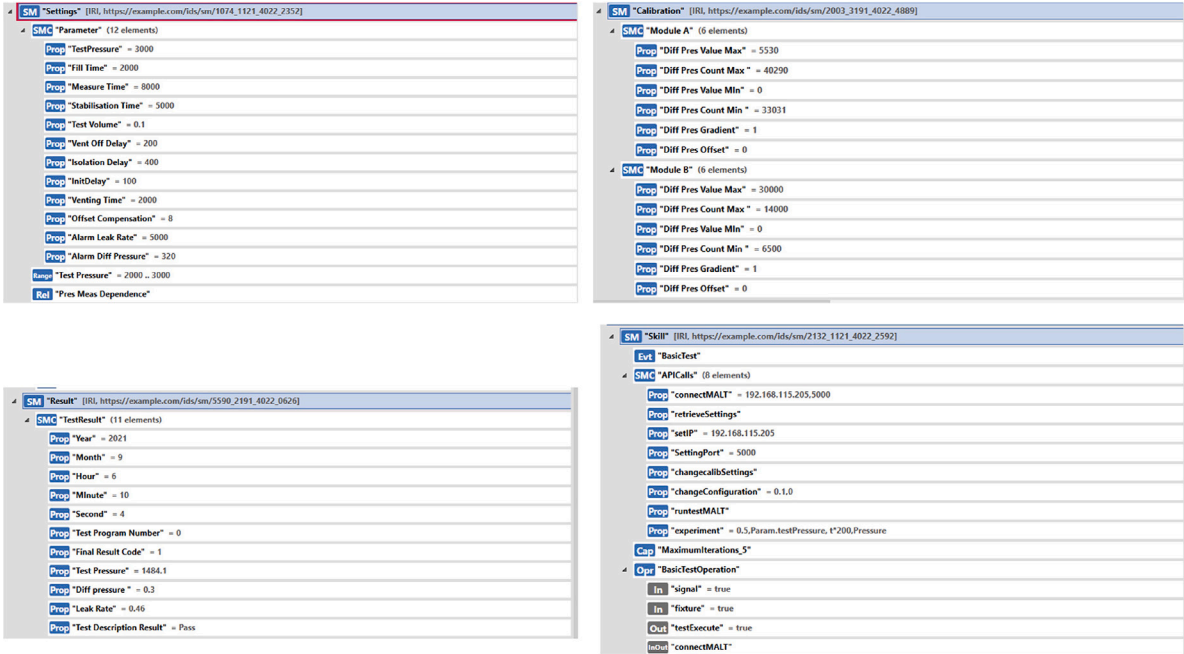 SM "Settings" [IRI, https://example.com/ids/sm/1074_1121_4022_2352]
SMC "Parameter" (12 elements)
Prop "TestPressure" = 3000
Prop "Fill Time" = 2000
Prop "Measure Time" = 8000
Prop "Stabilisation Time" = 5000
Prop "Test Volume" = 0.1
Prop "Vent Off Delay" = 200
Prop "Isolation Delay" = 400
Prop "InitDelay" = 100
Prop "Venting Time" = 2000
Prop "Offset Compensation" = 8
Prop "Alarm Leak Rate" = 5000
Prop "Alarm Diff Pressure" = 320
Range "Test Pressure" = 2000 .. 3000
Rel "Pres Meas Dependence"
SM "Calibration" [IRI, https://example.com/ids/sm/2003_3191_4022_4889]
SMC "Module A" (6 elements)
Prop "Diff Pres Value Max" = 5530
Prop "Diff Pres Count Max " = 40290
Prop "Diff Pres Value MIn" = 0
Prop "Diff Pres Count Min " = 33031
Prop "Diff Pres Gradient" = 1
Prop "Diff Pres Offset" = 0
SMC "Module B" (6 elements)
Prop "Diff Pres Value Max" = 30000
Prop "Diff Pres Count Max " = 14000
Prop "Diff Pres Value MIn" = 0
Prop "Diff Pres Count Min " = 6500
Prop "Diff Pres Gradient" = 1
Prop "Diff Pres Offset" = 0
SM "Result" [IRI, https://example.com/ids/sm/5590_2191_4022_0626]
SMC "TestResult" (11 elements)
Prop "Year" = 2021
Prop "Month" = 9
Prop "Hour" = 6
Prop "MInute" = 10
Prop "Second" = 4
Prop "Test Program Number" = 0
Prop "Final Result Code" = 1
Prop "Test Pressure" = 1484.1
Prop "Diff pressure " = 0.3
Prop "Leak Rate" = 0.46
Prop "Test Description Result" = Pass
SM "Skill" [IRI, https://example.com/ids/sm/2132_1121_4022_2592]
Evt "BasicTest"
SMC "APICalls" (8 elements)
Prop "connectMALT" = 192.168.115.205,5000
Prop "retrieveSettings"
Prop "setIP" = 192.168.115.205
Prop "SettingPort" = 5000
Prop "changecalibSettings"
Prop "changeConfiguration" = 0.1,0
Prop "runtestMALT"
Prop "experiment" = 0.5,Param.testPressure, t*200,Pressure
Cap "MaximumIterations_5"
Opr "BasicTestOperation"
In "signal" = true
In "fixture" = true
Out "testExecute" = true
InOut "connectMALT"